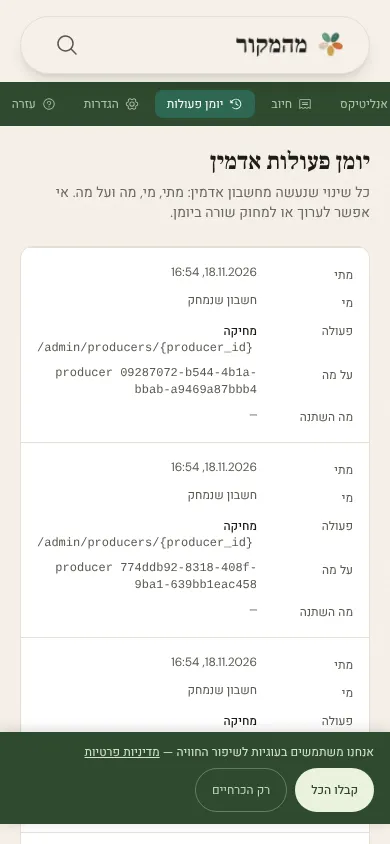 מהמקור
אנליטיקס
חיוב
יומן פעולות
הגדרות
עזרה
יומן פעולות אדמין
כל שינוי שנעשה מחשבון אדמין: מתי, מי, מה ועל מה. אי
אפשר לערוך או למחוק שורה ביומן.
מתי 18.11.2026, 16:54
מי חשבון שנמחק
פעולה מחיקה
/admin/producers/{producer_id}
על מה producer 09287072-b544-4b1a-
bbab-a9469a87bbb4
מה השתנה —
מתי 18.11.2026, 16:54
מי חשבון שנמחק
פעולה מחיקה
/admin/producers/{producer_id}
על מה producer 774ddb92-8318-408f-
9ba1-639bb1eac458
מה השתנה —
מתי 18.11.2026, 16:54
מי חשבון שנמחק
פעולה מחיקה
אנחנו משתמשים בעוגיות לשיפור החוויה — מדיניות פרטיות
קבלו הכל
רק הכרחיים